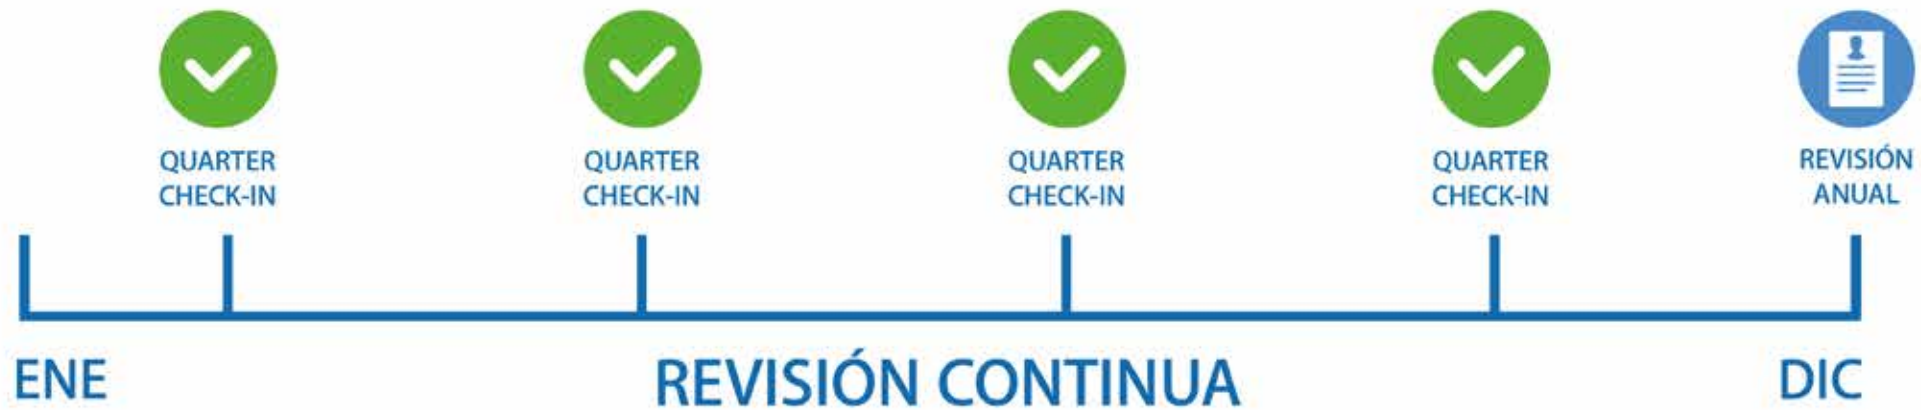 QUARTER
CHECK-IN
QUARTER
CHECK-IN
QUARTER
CHECK-IN
QUARTER
CHECK-IN
REVISIÓN
ANUAL
ENE
REVISIÓN CONTINUA
DIC